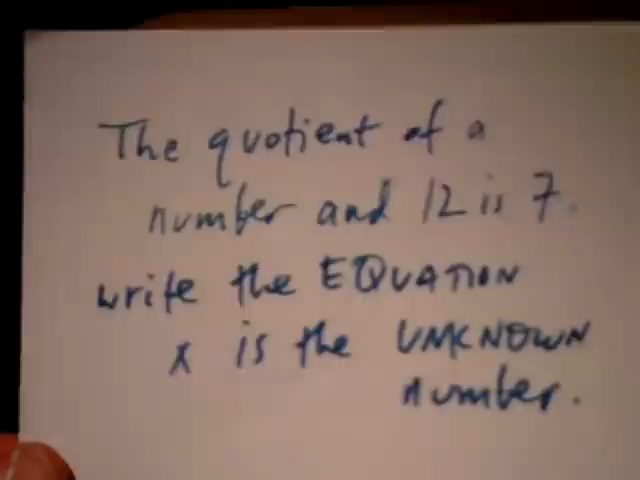 The quotient of a
number and 12 is 7.
write the EQUATION
x is the UNKNOWN
number.